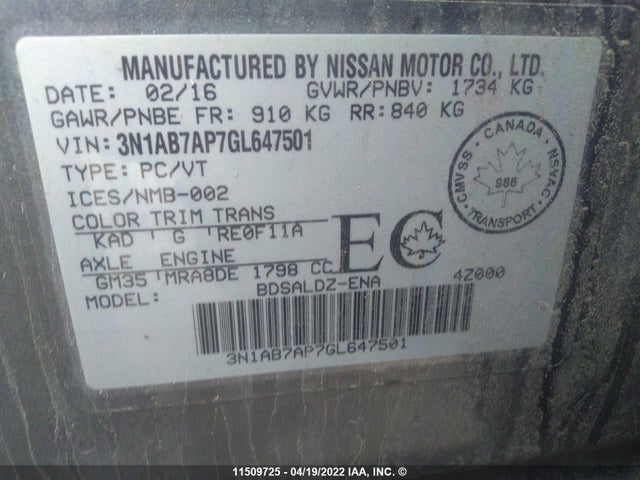 MANUFACTURED BY NISSAN MOTOR CO., LTD.
DATE: 02/16 GVWR/PNBV: 1734 KG
GAWR/PNBE FR: 910 KG RR: 840 KG
VIN: 3N1AB7AP7GL647501
TYPE: PC/VT
ICES/NMB-002
COLOR TRIM TRANS
KAD G RE0F11A
AXLE ENGINE
GM35 MRA8DE 1798 CC
MODEL: BDSALDZ-ENA 4Z000
EC
CMVSS - CANADA - NSVAC
986
TRANSPORT
3N1AB7AP7GL647501
11509725 - 04/19/2022 IAA, INC. ©